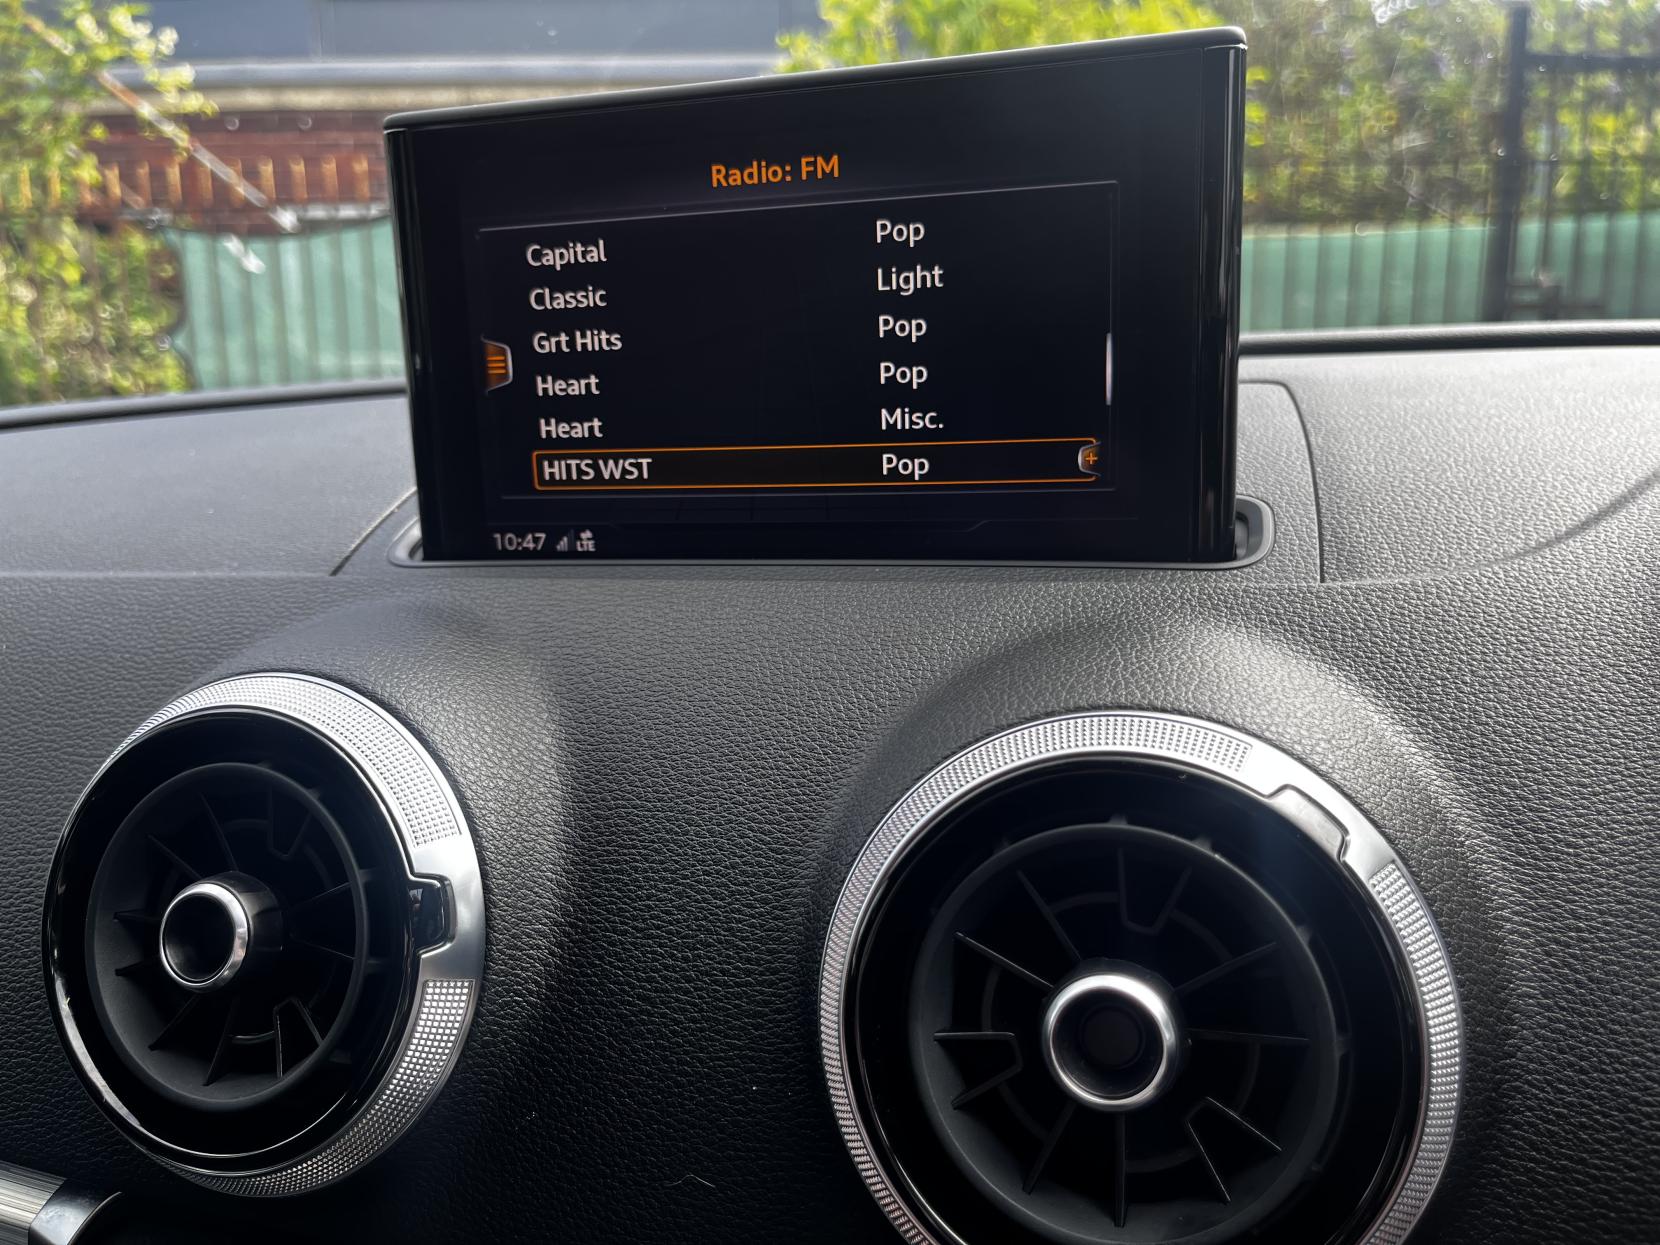 Radio: FM
Capital Pop
Classic Light
Grt Hits Pop
Heart Pop
Heart Misc.
HITS WST Pop
10:47 LTE